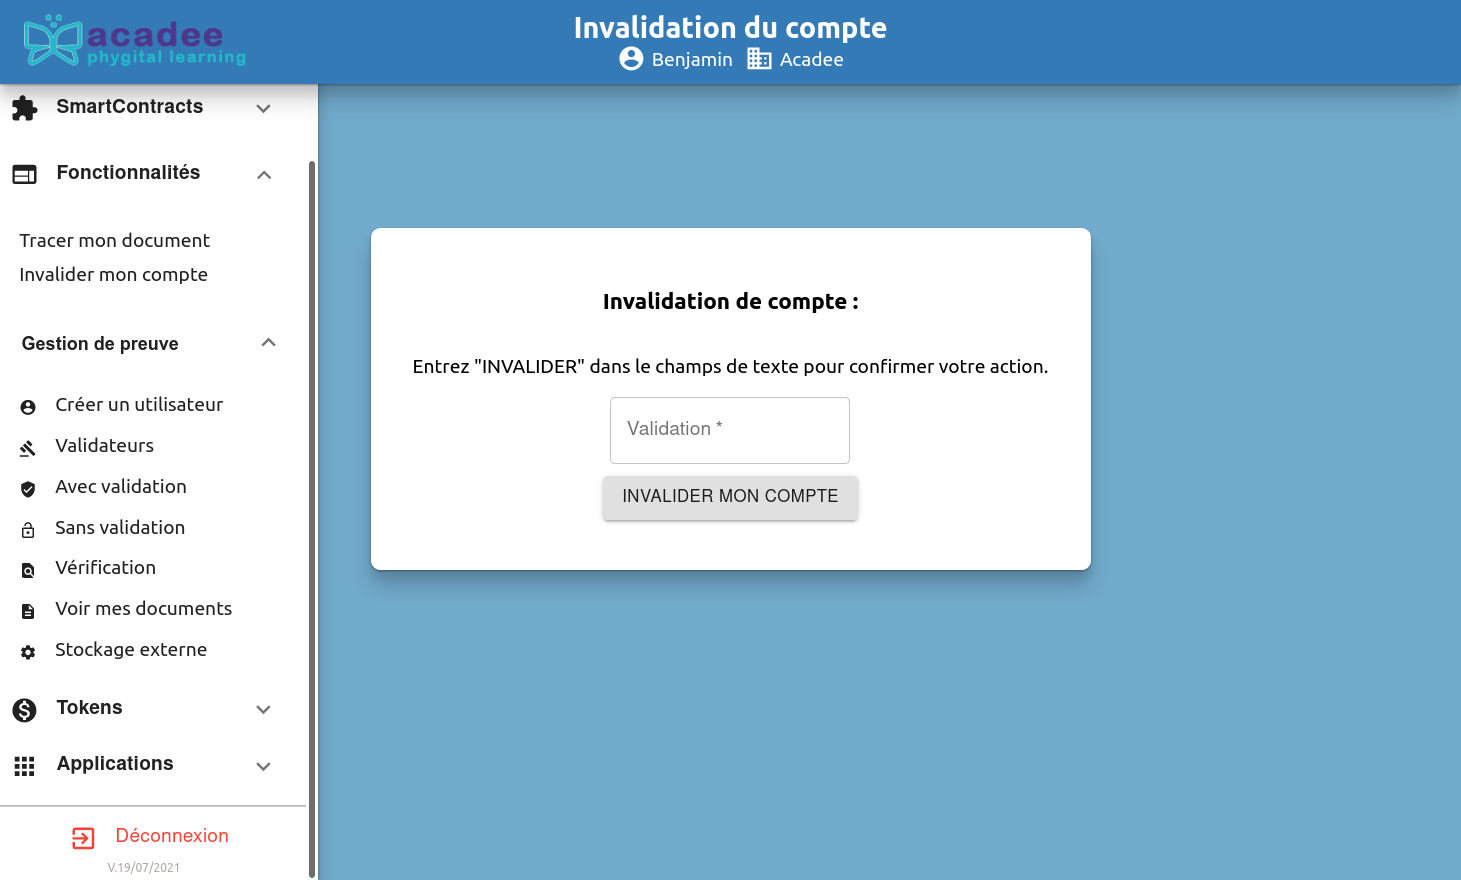 acadee
phygital learning
Invalidation du compte
Benjamin Acadee
SmartContracts
Fonctionnalités
Tracer mon document
Invalider mon compte
Gestion de preuve
Créer un utilisateur
Validateurs
Avec validation
Sans validation
Vérification
Voir mes documents
Stockage externe
Tokens
Applications
Déconnexion
V.19/07/2021
Invalidation de compte :
Entrez "INVALIDER" dans le champs de texte pour confirmer votre action.
Validation *
INVALIDER MON COMPTE